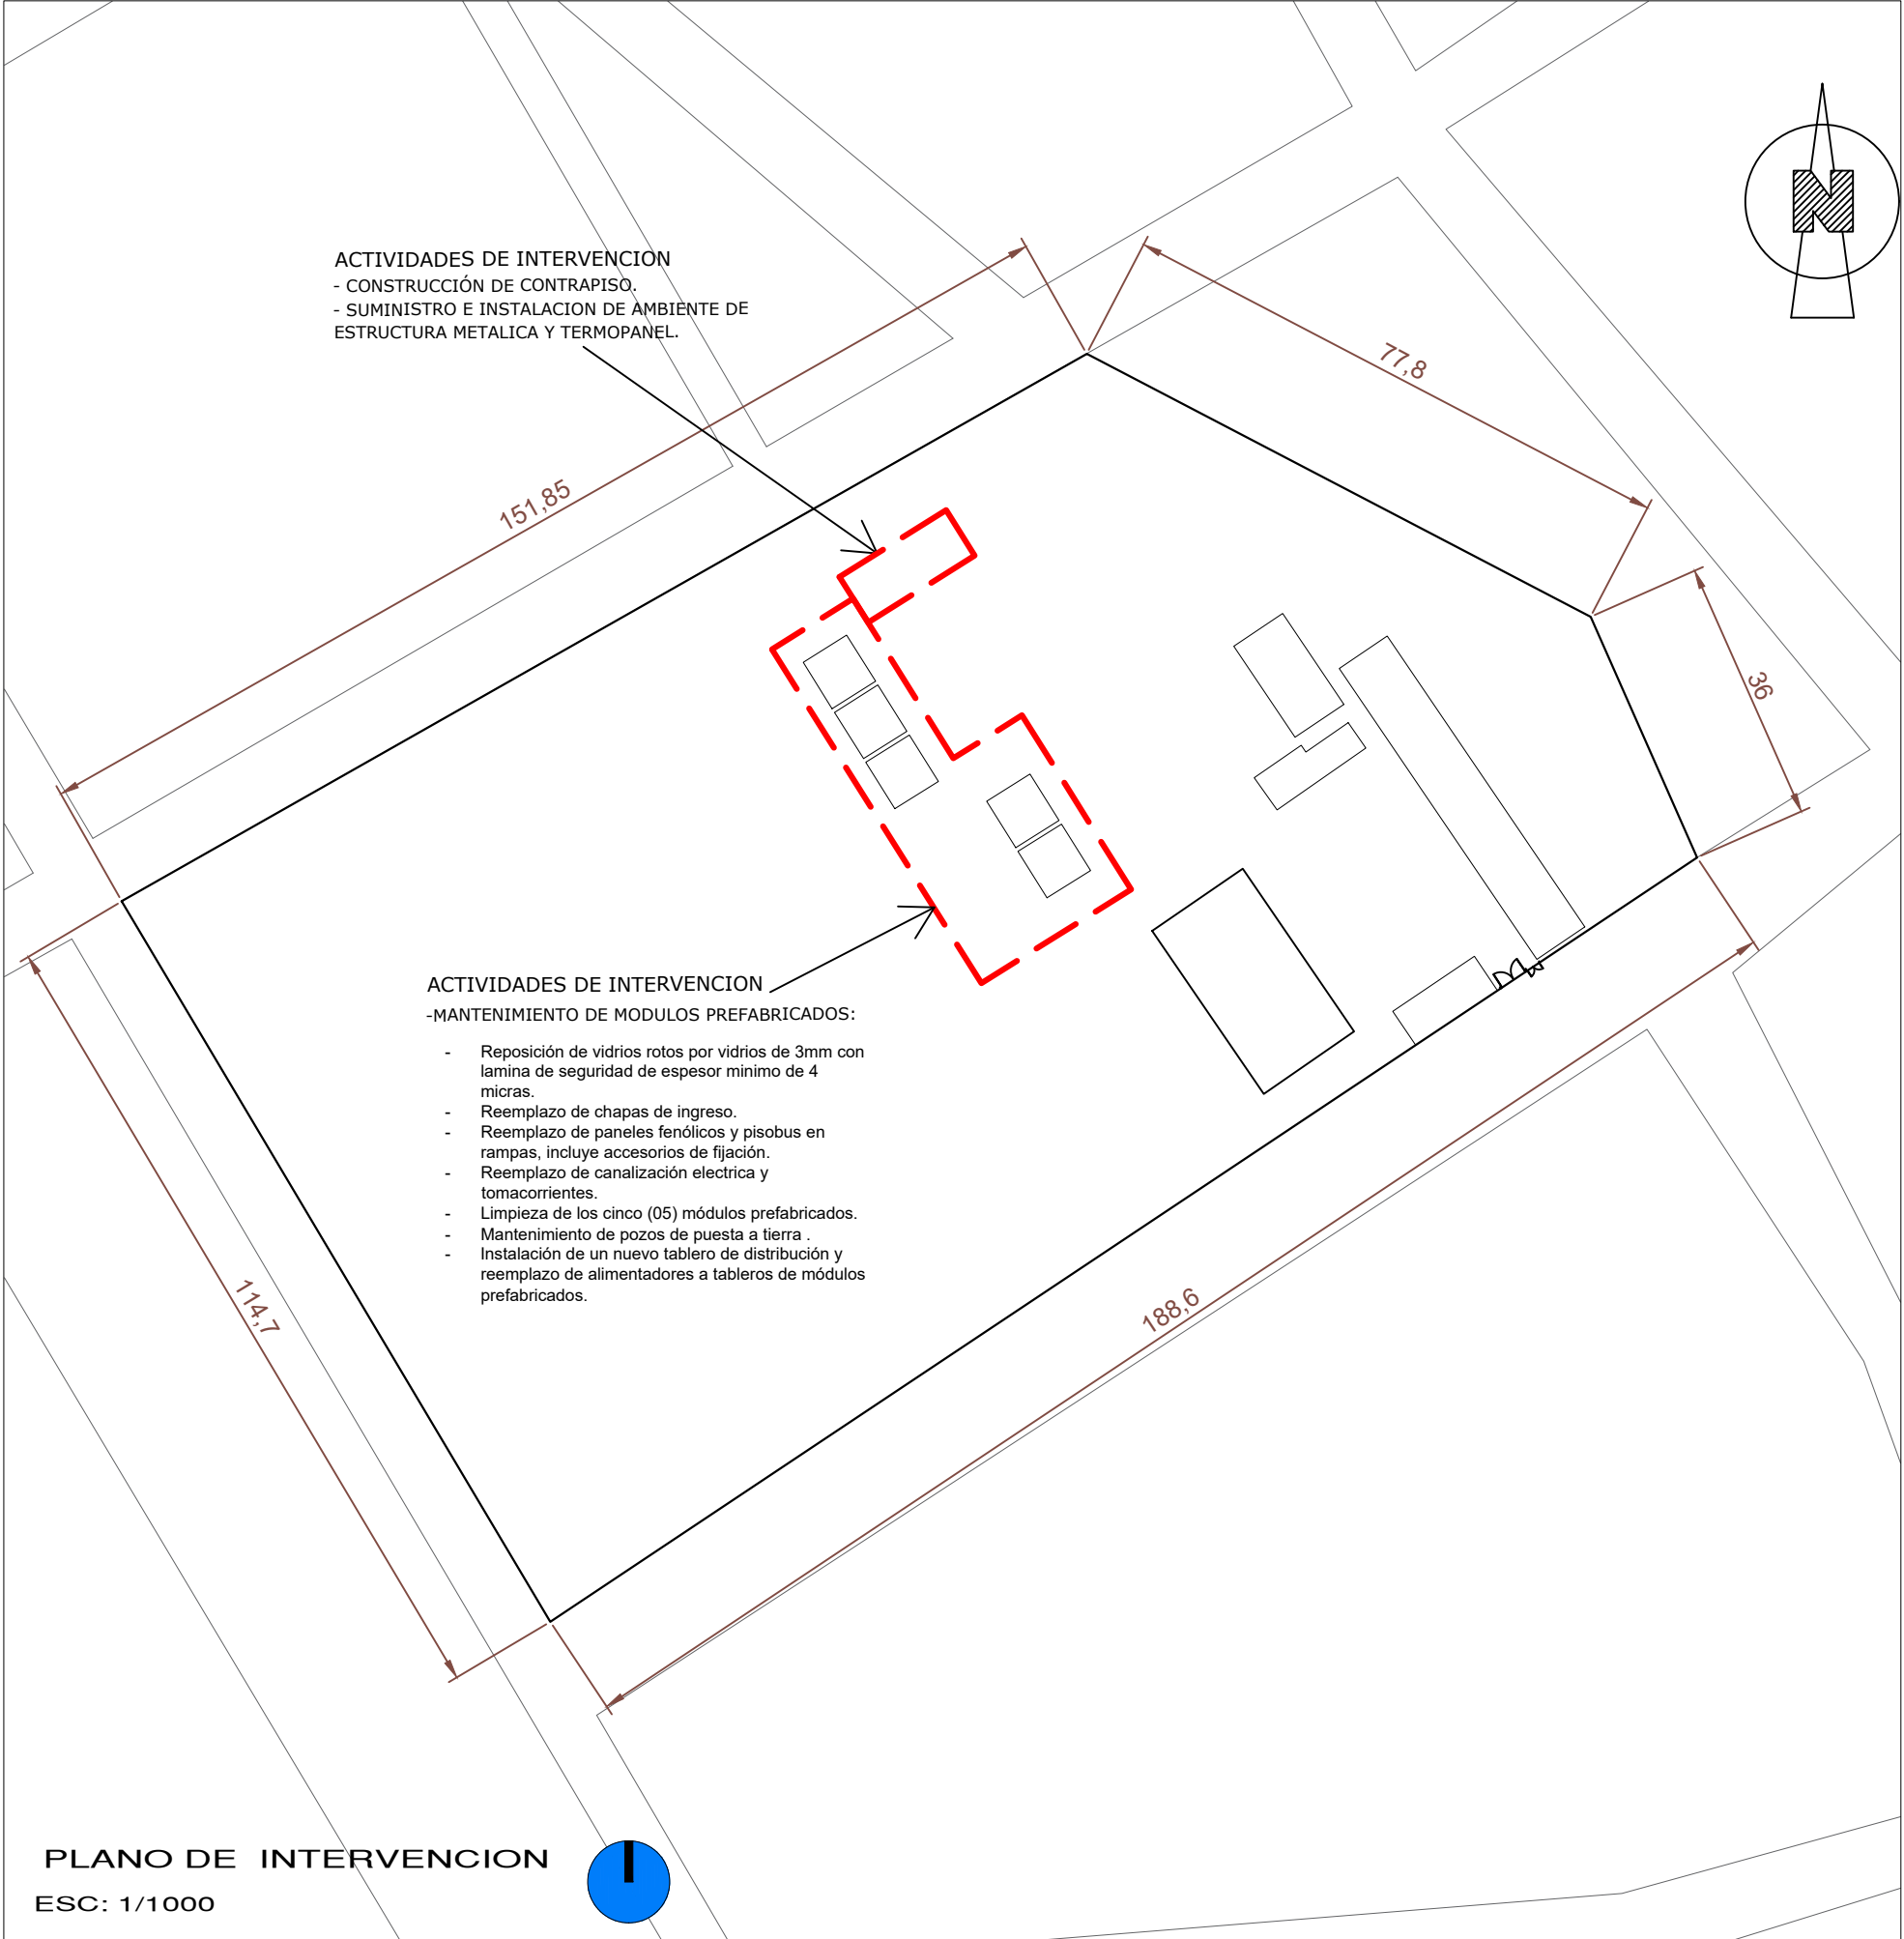 N
ACTIVIDADES DE INTERVENCION
- CONSTRUCCIÓN DE CONTRAPISO.
- SUMINISTRO E INSTALACION DE AMBIENTE DE
ESTRUCTURA METALICA Y TERMOPANEL.
77,8
151,85
36
ACTIVIDADES DE INTERVENCION
-MANTENIMIENTO DE MODULOS PREFABRICADOS:
- Reposición de vidrios rotos por vidrios de 3mm con
lamina de seguridad de espesor minimo de 4
micras.
- Reemplazo de chapas de ingreso.
- Reemplazo de paneles fenólicos y pisobus en
rampas, incluye accesorios de fijación.
- Reemplazo de canalización electrica y
tomacorrientes.
- Limpieza de los cinco (05) módulos prefabricados.
- Mantenimiento de pozos de puesta a tierra .
- Instalación de un nuevo tablero de distribución y
reemplazo de alimentadores a tableros de módulos
prefabricados.
114,7
188,6
PLANO DE INTERVENCION
ESC: 1/1000